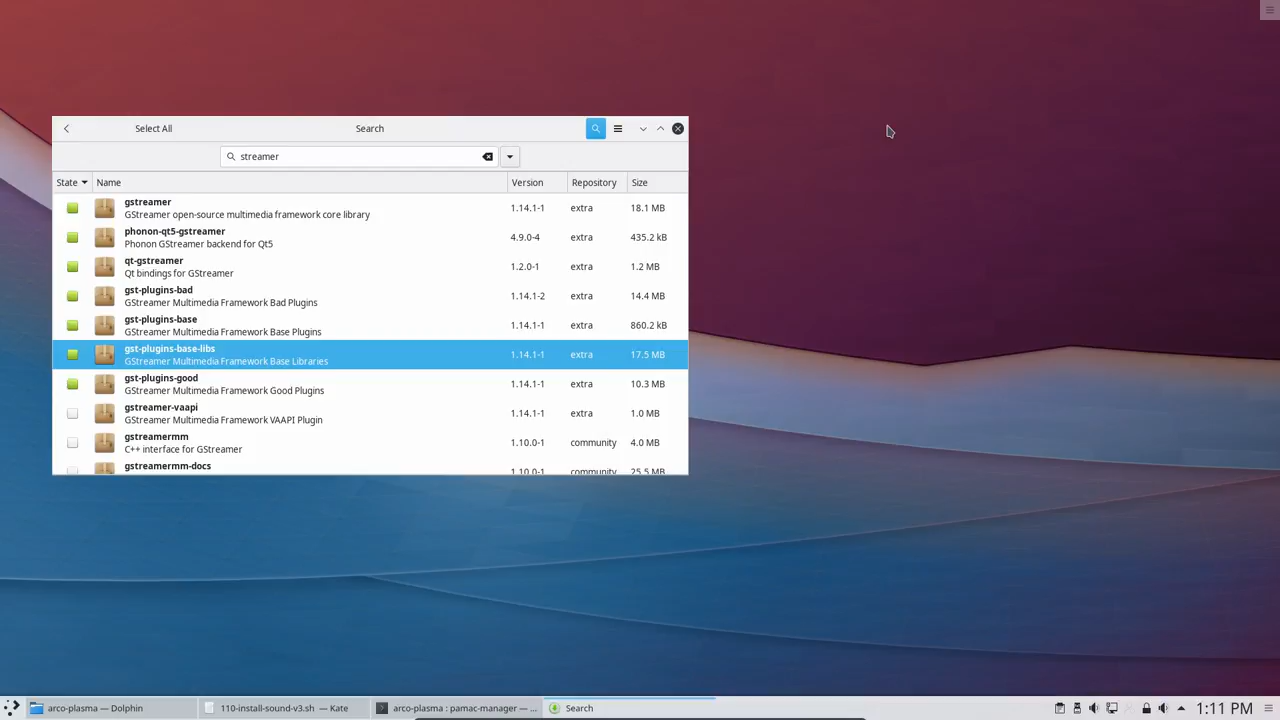 Select All
Search
streamer
State Name Version Repository Size
gstreamer
GStreamer open-source multimedia framework core library
1.14.1-1 extra 18.1 MB
phonon-qt5-gstreamer
Phonon GStreamer backend for Qt5
4.9.0-4 extra 435.2 kB
qt-gstreamer
Qt bindings for GStreamer
1.2.0-1 extra 1.2 MB
gst-plugins-bad
GStreamer Multimedia Framework Bad Plugins
1.14.1-2 extra 14.4 MB
gst-plugins-base
GStreamer Multimedia Framework Base Plugins
1.14.1-1 extra 860.2 kB
gst-plugins-base-libs
GStreamer Multimedia Framework Base Libraries
1.14.1-1 extra 17.5 MB
gst-plugins-good
GStreamer Multimedia Framework Good Plugins
1.14.1-1 extra 10.3 MB
gstreamer-vaapi
GStreamer Multimedia Framework VAAPI Plugin
1.14.1-1 extra 1.0 MB
gstreamermm
C++ interface for GStreamer
1.10.0-1 community 4.0 MB
gstreamermm-docs
1.10.0-1 community 25.5 MB
arco-plasma — Dolphin
110-install-sound-v3.sh — Kate
arco-plasma : pamac-manager — ...
Search
1:11 PM